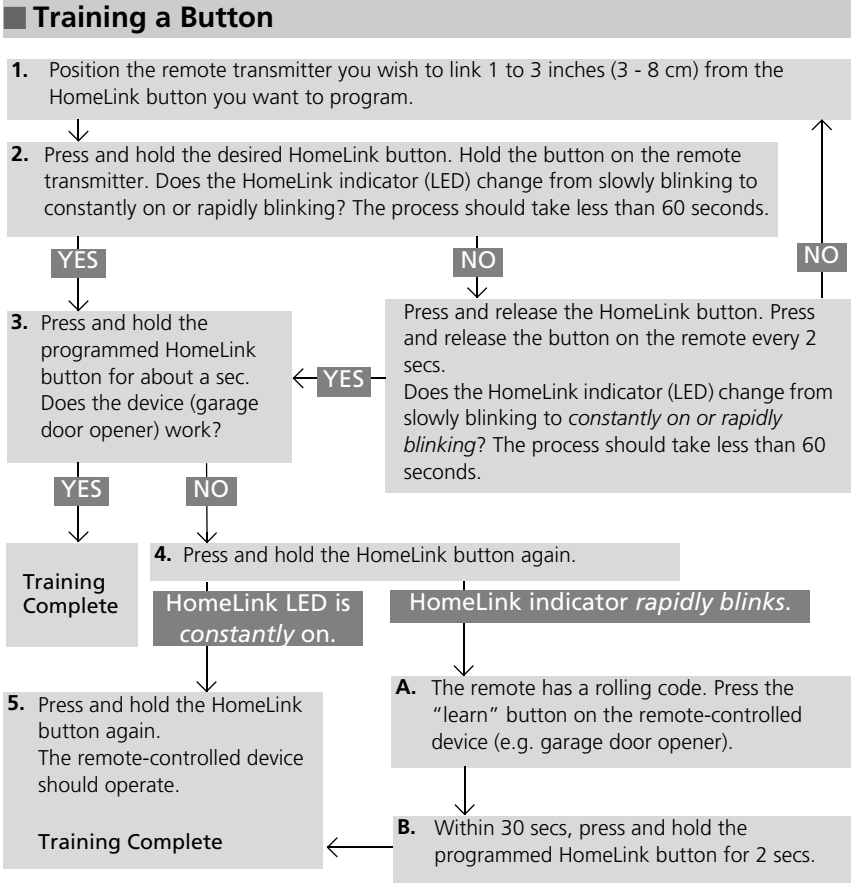 Training a Button
1. Position the remote transmitter you wish to link 1 to 3 inches (3 - 8 cm) from the
HomeLink button you want to program.
2. Press and hold the desired HomeLink button. Hold the button on the remote
transmitter. Does the HomeLink indicator (LED) change from slowly blinking to
constantly on or rapidly blinking? The process should take less than 60 seconds.
YES
NO
NO
Press and release the HomeLink button. Press
and release the button on the remote every 2
secs.
Does the HomeLink indicator (LED) change from
slowly blinking to constantly on or rapidly
blinking? The process should take less than 60
seconds.
YES
3. Press and hold the
programmed HomeLink
button for about a sec.
Does the device (garage
door opener) work?
YES
NO
Training
Complete
4. Press and hold the HomeLink button again.
HomeLink LED is
constantly on.
HomeLink indicator rapidly blinks.
5. Press and hold the HomeLink
button again.
The remote-controlled device
should operate.
Training Complete
A. The remote has a rolling code. Press the
“learn” button on the remote-controlled
device (e.g. garage door opener).
B. Within 30 secs, press and hold the
programmed HomeLink button for 2 secs.